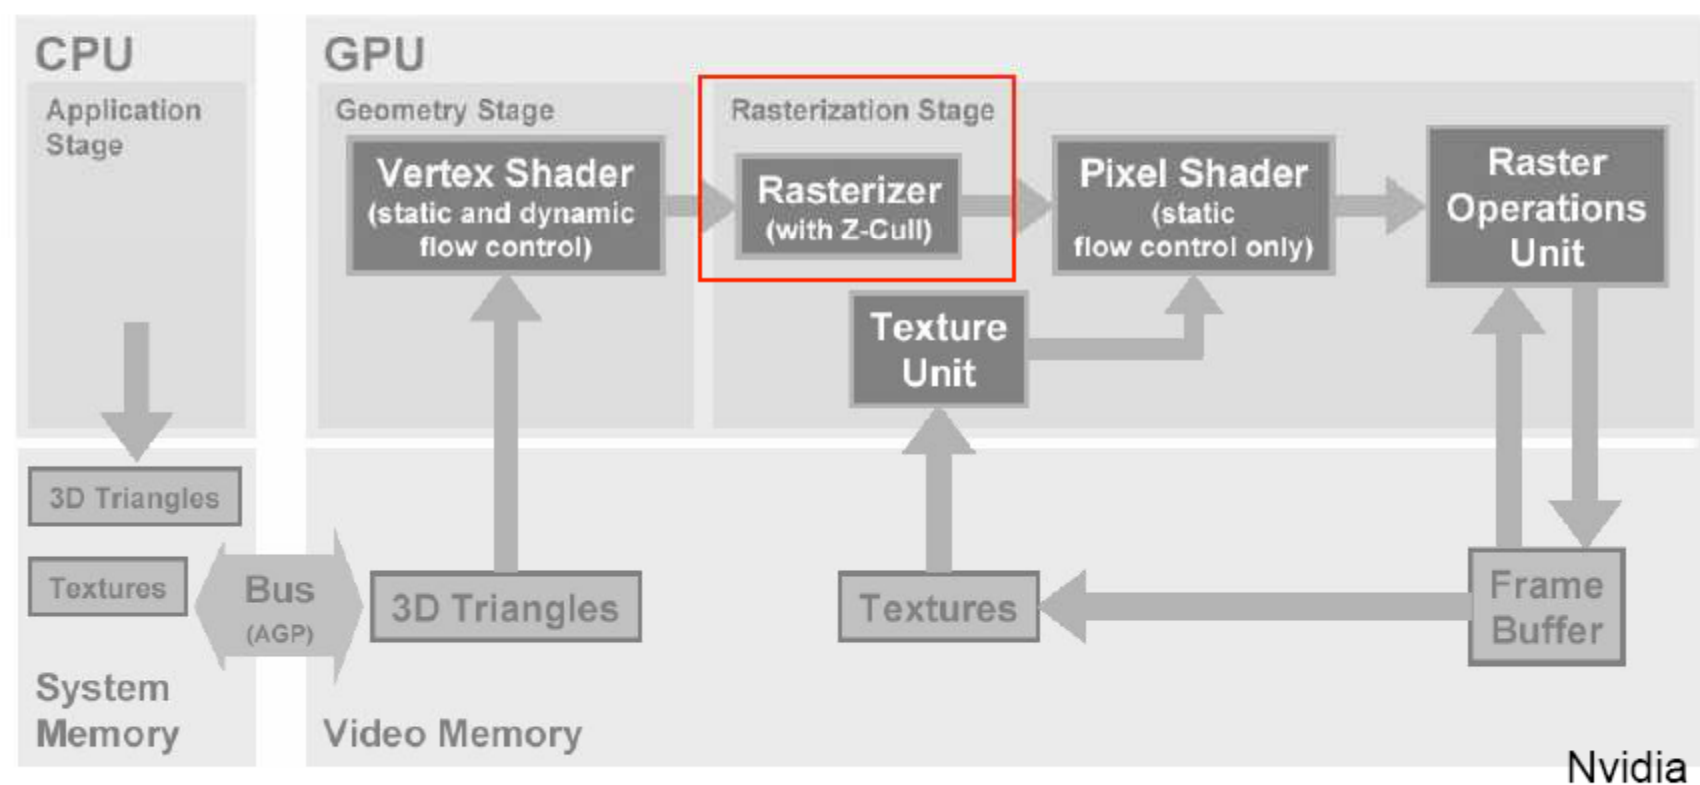 CPU
Application
Stage
3D Triangles
Textures
System
Memory
Bus
(AGP)
GPU
Geometry Stage
Vertex Shader
(static and dynamic
flow control)
Rasterization Stage
Rasterizer
(with Z-Cull)
Pixel Shader
(static
flow control only)
Raster
Operations
Unit
Texture
Unit
3D Triangles
Textures
Frame
Buffer
Video Memory
Nvidia